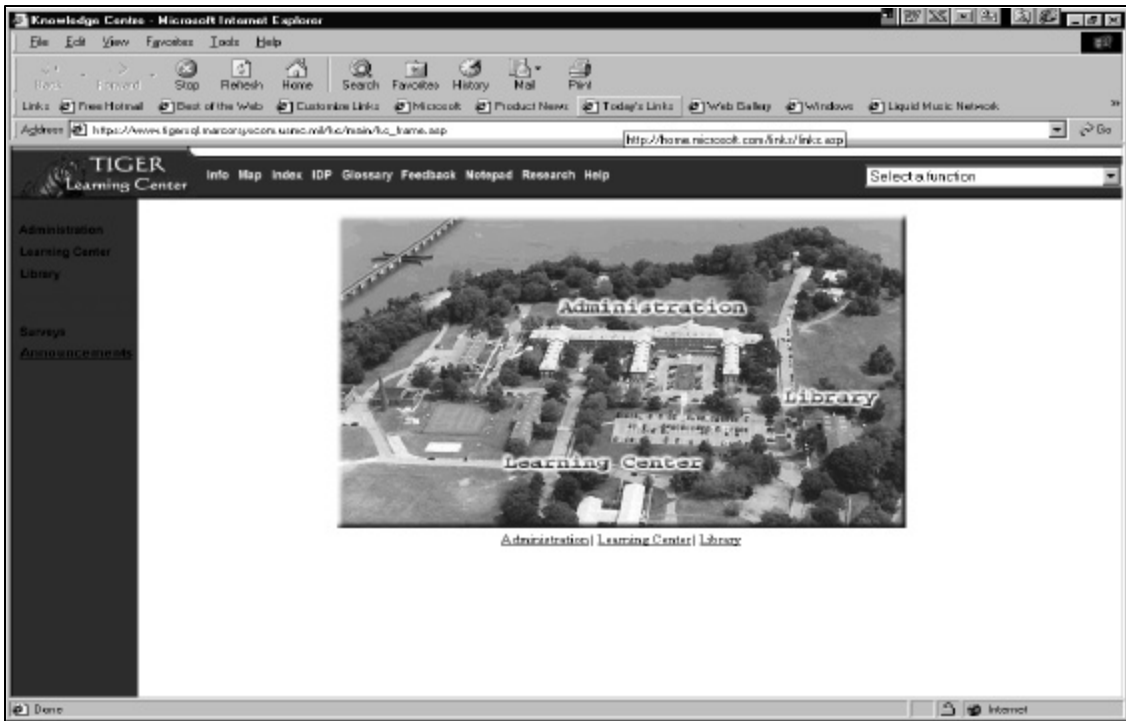 Knowledge Centre - Microsoft Internet Explorer
File Edit View Favorites Tools Help
Back Forward Stop Refresh Home Search Favorites History Mail Print
Links Free Hotmail Best of the Web Customize Links Microsoft Product News Today's Links Web Gallery Windows Liquid Music Network
Address https://www.tigersql.marcorsyscom.usmc.mil/kc/main/kc_frame.asp Go
http://home.microsoft.com/links/links.asp
TIGER
Learning Center
Info Map Index IDP Glossary Feedback Notepad Research Help
Select a function
Administration
Learning Center
Library
Surveys
Announcements
Administration
Library
Learning Center
Administration| Learning Center| Library
Done Internet